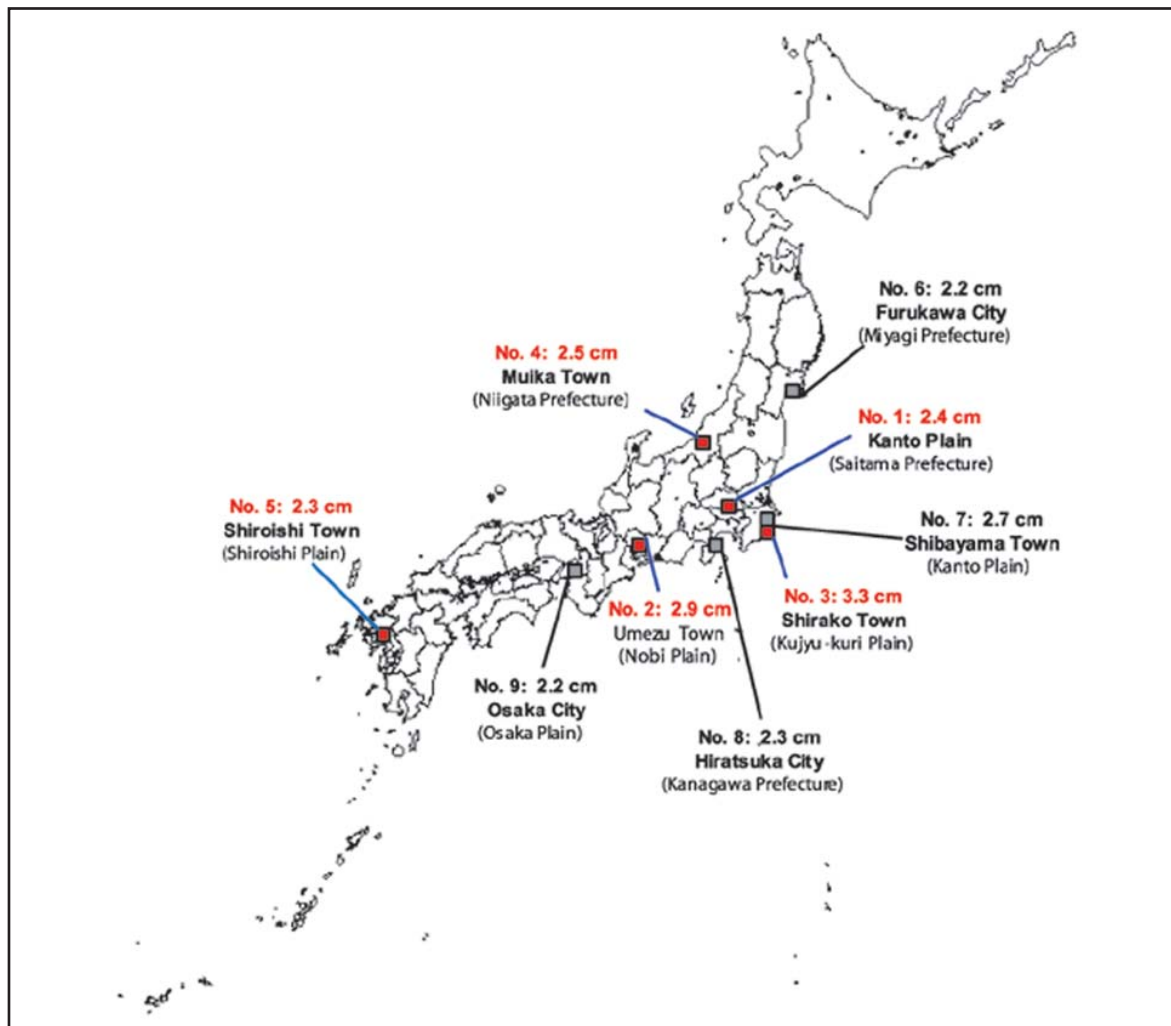 No. 6: 2.2 cm
Furukawa City
(Miyagi Prefecture)
No. 4: 2.5 cm
Muika Town
(Niigata Prefecture)
No. 1: 2.4 cm
Kanto Plain
(Saitama Prefecture)
No. 5: 2.3 cm
Shiroishi Town
(Shiroishi Plain)
No. 7: 2.7 cm
Shibayama Town
(Kanto Plain)
No. 2: 2.9 cm
Umezu Town
(Nobi Plain)
No. 3: 3.3 cm
Shirako Town
(Kujyu-kuri Plain)
No. 9: 2.2 cm
Osaka City
(Osaka Plain)
No. 8: 2.3 cm
Hiratsuka City
(Kanagawa Prefecture)